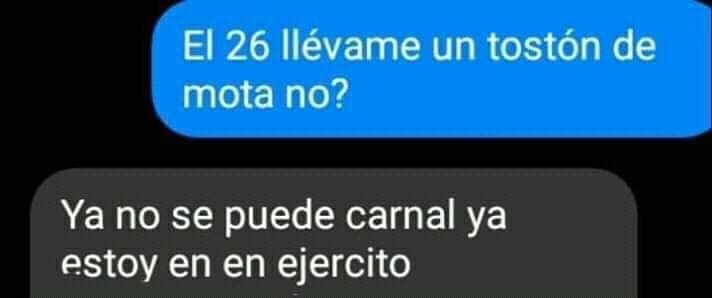 El 26 llévame un tostón de
mota no?
Ya no se puede carnal ya
estoy en en ejercito